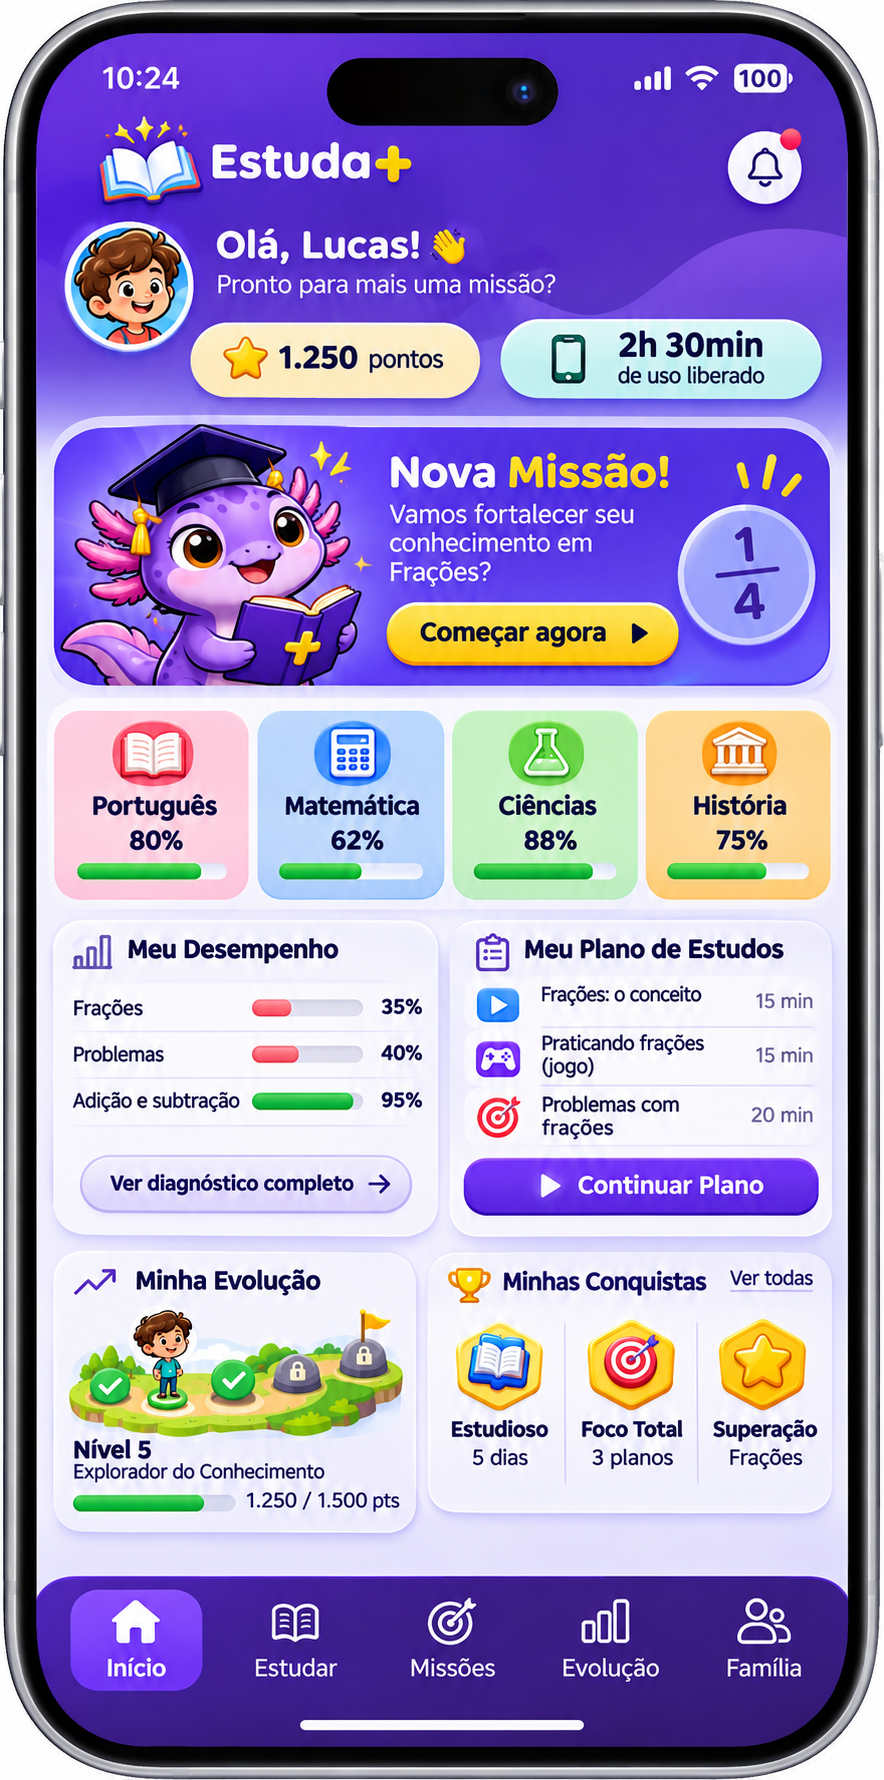 10:24
100
Estuda+
Olá, Lucas!
Pronto para mais uma missão?
1.250 pontos
2h 30min
de uso liberado
Nova Missão!
Vamos fortalecer seu
conhecimento em
Frações?
1
4
Começar agora
Português
80%
Matemática
62%
Ciências
88%
História
75%
Meu Desempenho
Frações 35%
Problemas 40%
Adição e subtração 95%
Ver diagnóstico completo
Meu Plano de Estudos
Frações: o conceito 15 min
Praticando frações
(jogo)
15 min
Problemas com
frações
20 min
Continuar Plano
Minha Evolução
Nível 5
Explorador do Conhecimento
1.250 / 1.500 pts
Minhas Conquistas
Ver todas
Estudioso
5 dias
Foco Total
3 planos
Superação
Frações
Início
Estudar
Missões
Evolução
Família